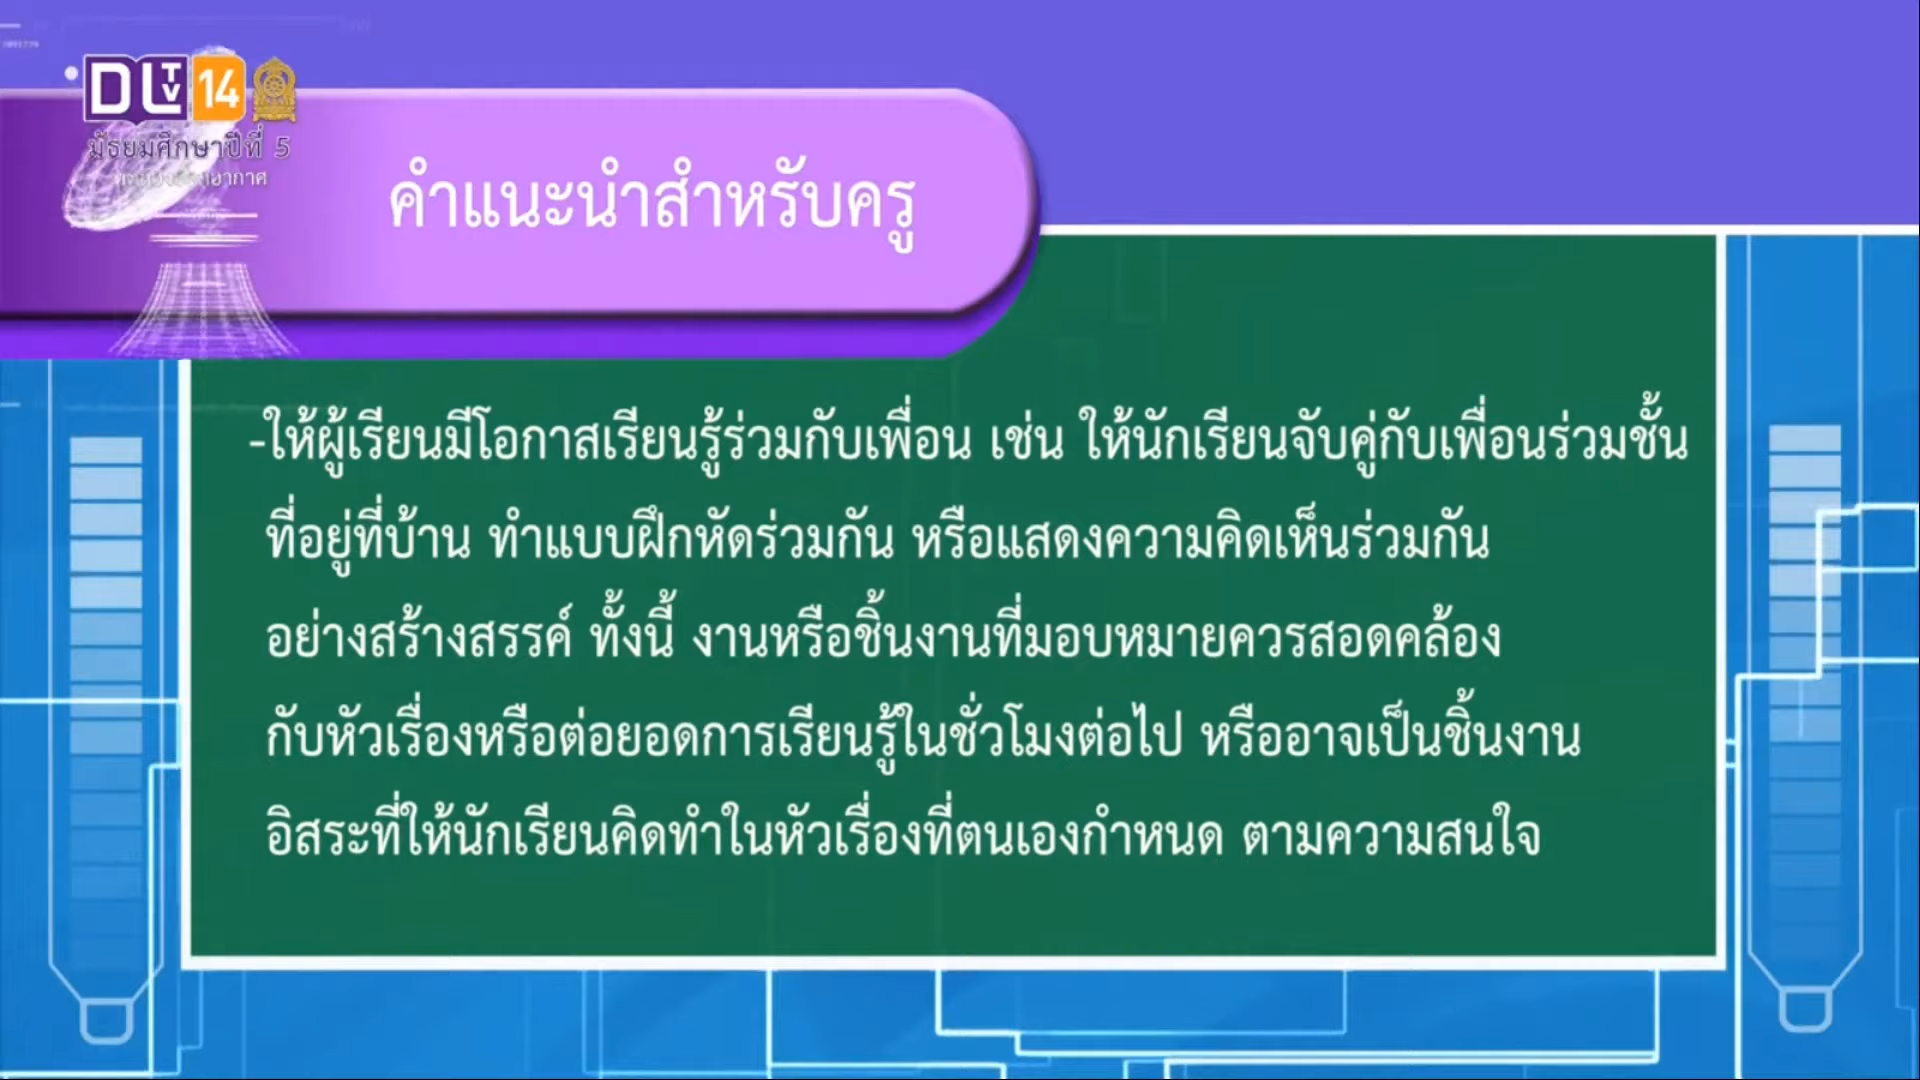 DLTV 14
มัธยมศึกษาปีที่ 5
คำแนะนำสำหรับครู
-ให้ผู้เรียนมีโอกาสเรียนรู้ร่วมกับเพื่อน เช่น ให้นักเรียนจับคู่กับเพื่อนร่วมชั้น
ที่อยู่ที่บ้าน ทำแบบฝึกหัดร่วมกัน หรือแสดงความคิดเห็นร่วมกัน
อย่างสร้างสรรค์ ทั้งนี้ งานหรือชิ้นงานที่มอบหมายควรสอดคล้อง
กับหัวเรื่องหรือต่อยอดการเรียนรู้ในชั่วโมงต่อไป หรืออาจเป็นชิ้นงาน
อิสระที่ให้นักเรียนคิดทำในหัวเรื่องที่ตนเองกำหนด ตามความสนใจ